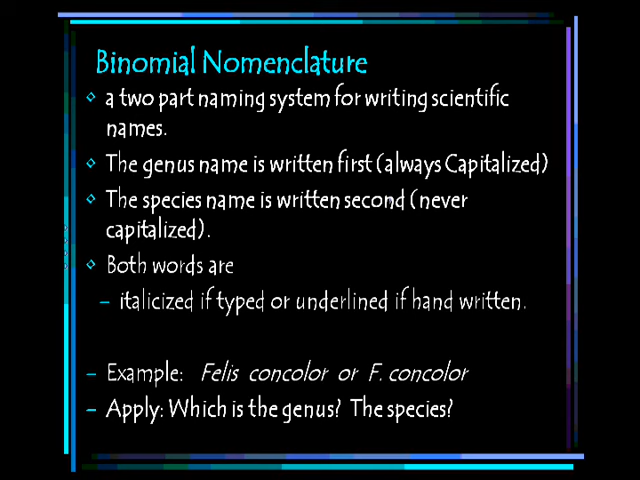 Binomial Nomenclature
a two part naming system for writing scientific
names.
The genus name is written first (always Capitalized)
The species name is written second (never
capitalized).
Both words are
– italicized if typed or underlined if hand written.
– Example: Felis concolor or F. concolor
– Apply: Which is the genus? The species?